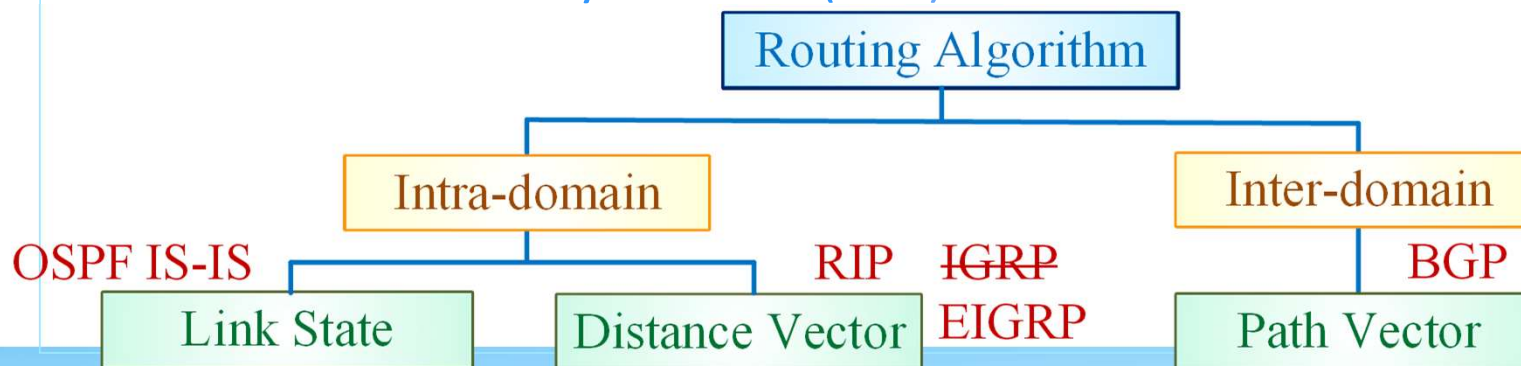 Routing Algorithm
Intra-domain
Inter-domain
OSPF IS-IS
RIP IGRP
BGP
EIGRP
Link State
Distance Vector
Path Vector